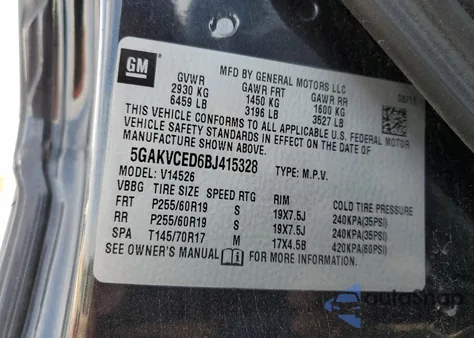 GM
MFD BY GENERAL MOTORS LLC
GVWR GAWR FRT GAWR RR
2930 KG 1450 KG 1600 KG
6459 LB 3196 LB 3527 LB
THIS VEHICLE CONFORMS TO ALL APPLICABLE U.S. FEDERAL MOTOR
VEHICLE SAFETY STANDARDS IN EFFECT ON THE DATE OF
MANUFACTURE SHOWN ABOVE.
5GAKVCED6BJ415328 TYPE: M.P.V.
MODEL: V14526
VBBG TIRE SIZE SPEED RTG RIM COLD TIRE PRESSURE
FRT P255/60R19 S 19X7.5J 240KPA(35PSI)
RR P255/60R19 S 19X7.5J 240KPA(35PSI)
SPA T145/70R17 M 17X4.5B 420KPA(60PSI)
SEE OWNER'S MANUAL i FOR MORE INFORMATION.
autoShop